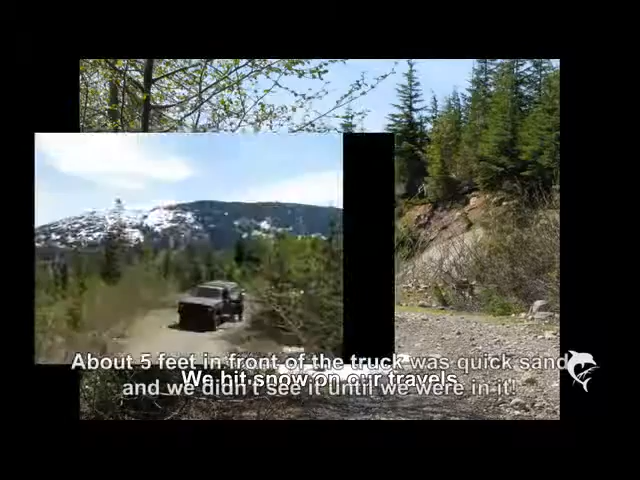 About 5 feet in front of the truck was quick sand
We hit snow on our travels
and we didn't see it until we were in it!